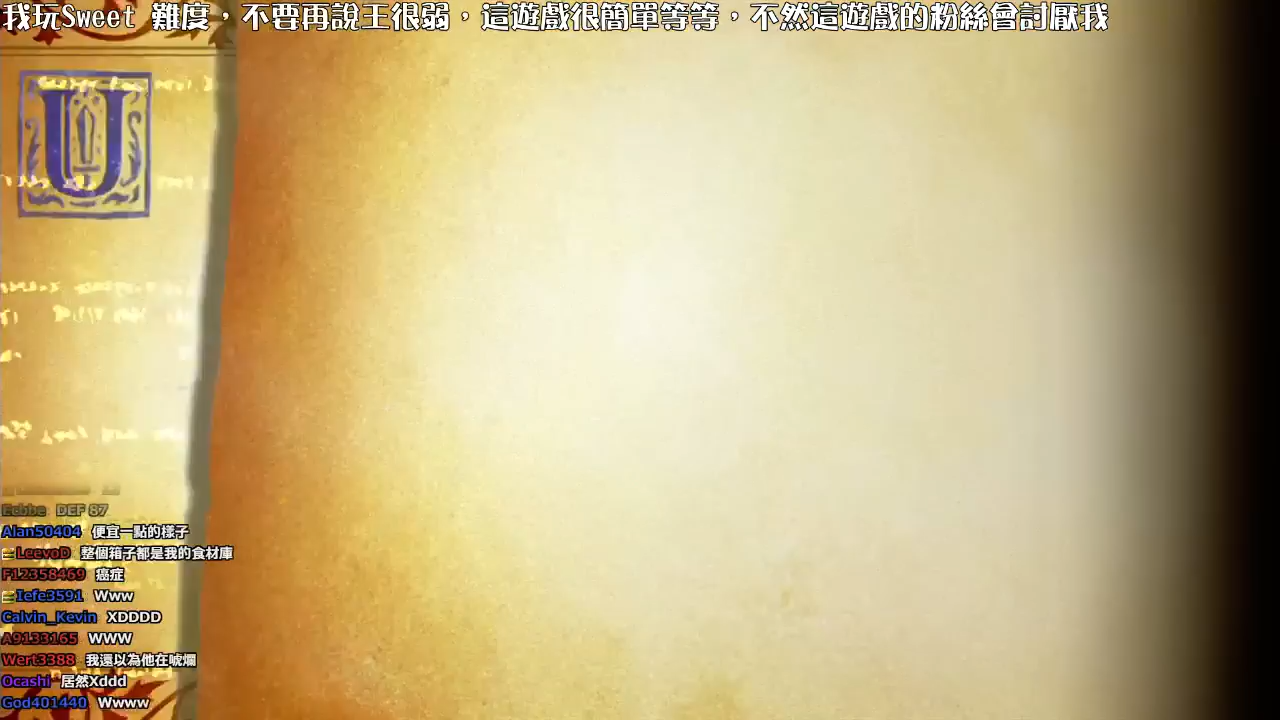 我玩Sweet 難度，不要再說王很弱，這遊戲很簡單等等，不然這遊戲的粉絲會討厭我
U
Ecbbe DEF 87
Alan50404 便宜一點的樣子
LeevoD 整個箱子都是我的食材庫
F12358469 癌症
Iefe3591 Www
Calvin_Kevin XDDDD
A9133165 WWW
Wert3388 我還以為他在唬爛
Ocashi 居然Xddd
God401440 Wwww